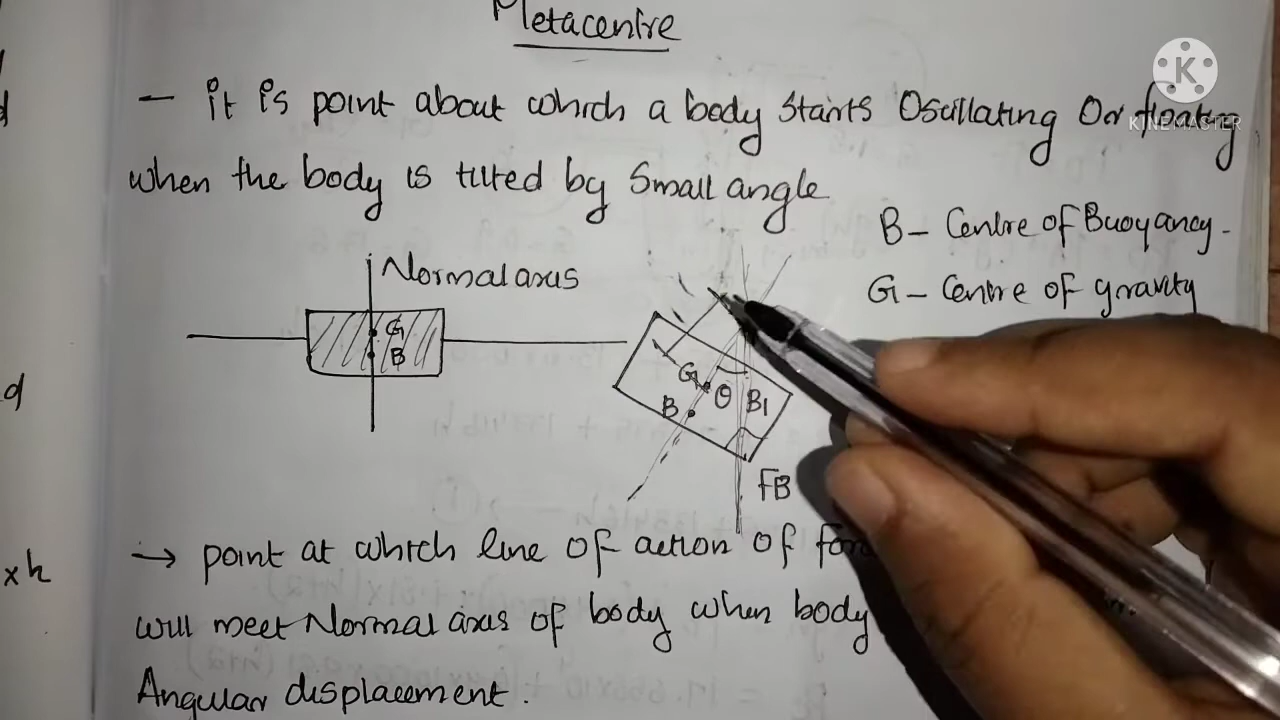 Metacentre
K
KINEMASTER
- it is point about which a body starts Oscillating Or floating
when the body is tilted by Small angle
B - Centre of Buoyancy -
G - Centre of gravity
Normal axis
G
B
G
B
θ
B1
FB
→ point at which line of action of
will meet Normal axis of body when body
Angular displacement.
d
xh